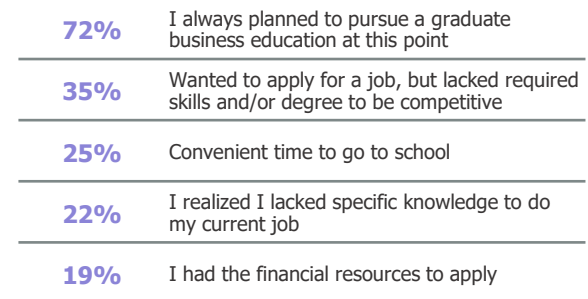 72%
I always planned to pursue a graduate
business education at this point
35%
Wanted to apply for a job, but lacked required
skills and/or degree to be competitive
25%
Convenient time to go to school
22%
I realized I lacked specific knowledge to do
my current job
19%
I had the financial resources to apply